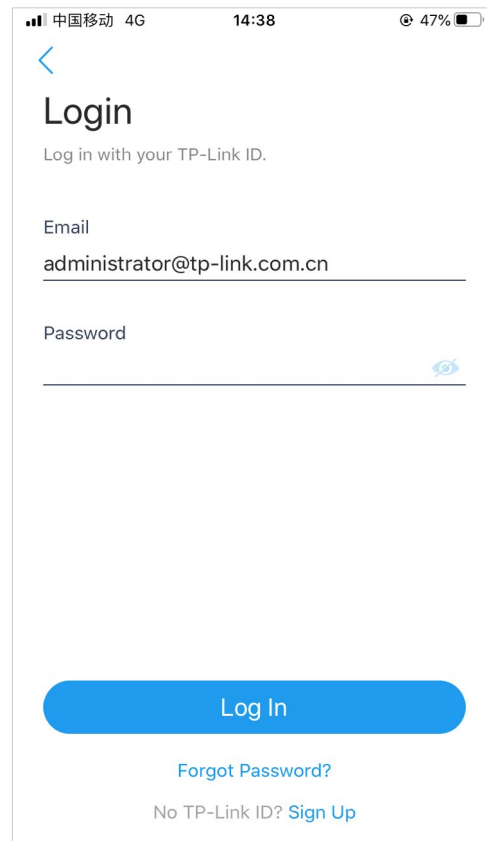 中国移动 4G 14:38 47%
Login
Log in with your TP-Link ID.
Email
administrator@tp-link.com.cn
Password
Log In
Forgot Password?
No TP-Link ID? Sign Up